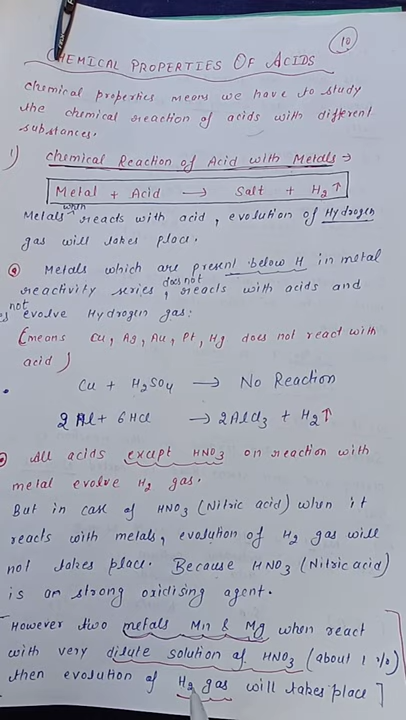 10
CHEMICAL PROPERTIES OF ACIDS
Chemical properties means we have to study
the chemical reaction of acids with different
substances.
1) Chemical Reaction of Acid with Metals →
Metal + Acid → Salt + H₂↑
Metals when reacts with acid, evolution of Hydrogen
gas will takes place.
Metals which are present below H in metal
reactivity series, does not reacts with acids and
not evolve Hydrogen gas:
(means Cu, Ag, Au, Pt, Hg does not react with
acid)
Cu + H₂SO₄ → No Reaction
2Al + 6HCl → 2AlCl₃ + H₂↑
All acids except HNO₃ on reaction with
metal evolve H₂ gas.
But in case of HNO₃ (Nitric acid) when it
reacts with metals, evolution of H₂ gas will
not takes place. Because HNO₃ (Nitric acid)
is an strong oxidising agent.
[However two metals Mn & Mg when react
with very dilute solution of HNO₃ (about 1%)
then evolution of H₂ gas will takes place]